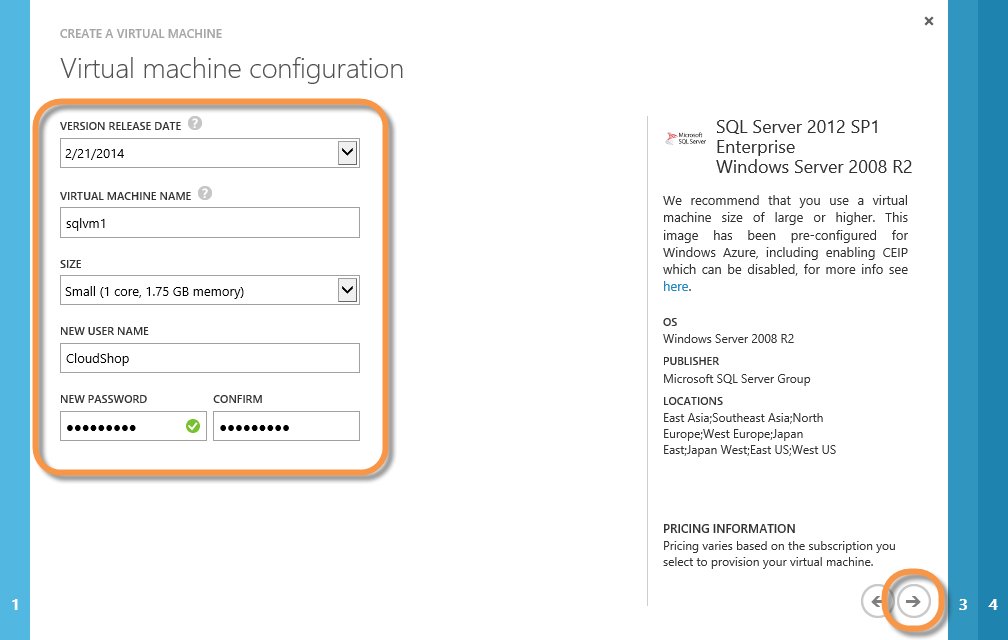 CREATE A VIRTUAL MACHINE
Virtual machine configuration
VERSION RELEASE DATE ?
2/21/2014
VIRTUAL MACHINE NAME ?
sqlvm1
SIZE
Small (1 core, 1.75 GB memory)
NEW USER NAME
CloudShop
NEW PASSWORD CONFIRM
●●●●●●●●● ●●●●●●●●●
Microsoft
SQL Server
SQL Server 2012 SP1
Enterprise
Windows Server 2008 R2
We recommend that you use a virtual
machine size of large or higher. This
image has been pre-configured for
Windows Azure, including enabling CEIP
which can be disabled, for more info see
here.
OS
Windows Server 2008 R2
PUBLISHER
Microsoft SQL Server Group
LOCATIONS
East Asia;Southeast Asia;North
Europe;West Europe;Japan
East;Japan West;East US;West US
PRICING INFORMATION
Pricing varies based on the subscription you
select to provision your virtual machine.
1
3 4